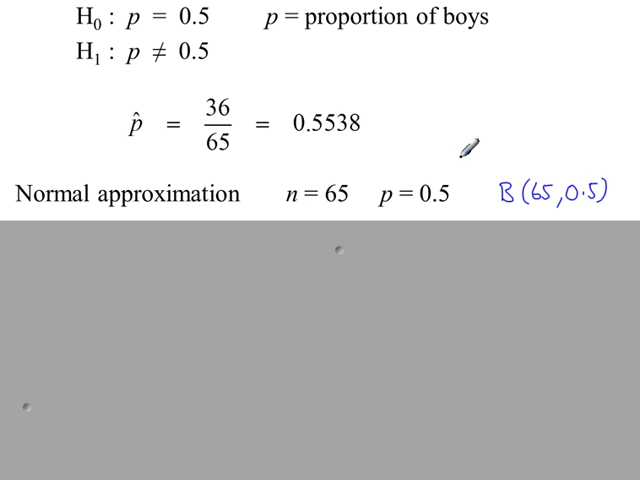 H₀ : p = 0.5 p = proportion of boys
H₁ : p ≠ 0.5
p̂ = 36/65 = 0.5538
Normal approximation n = 65 p = 0.5 B(65, 0.5)